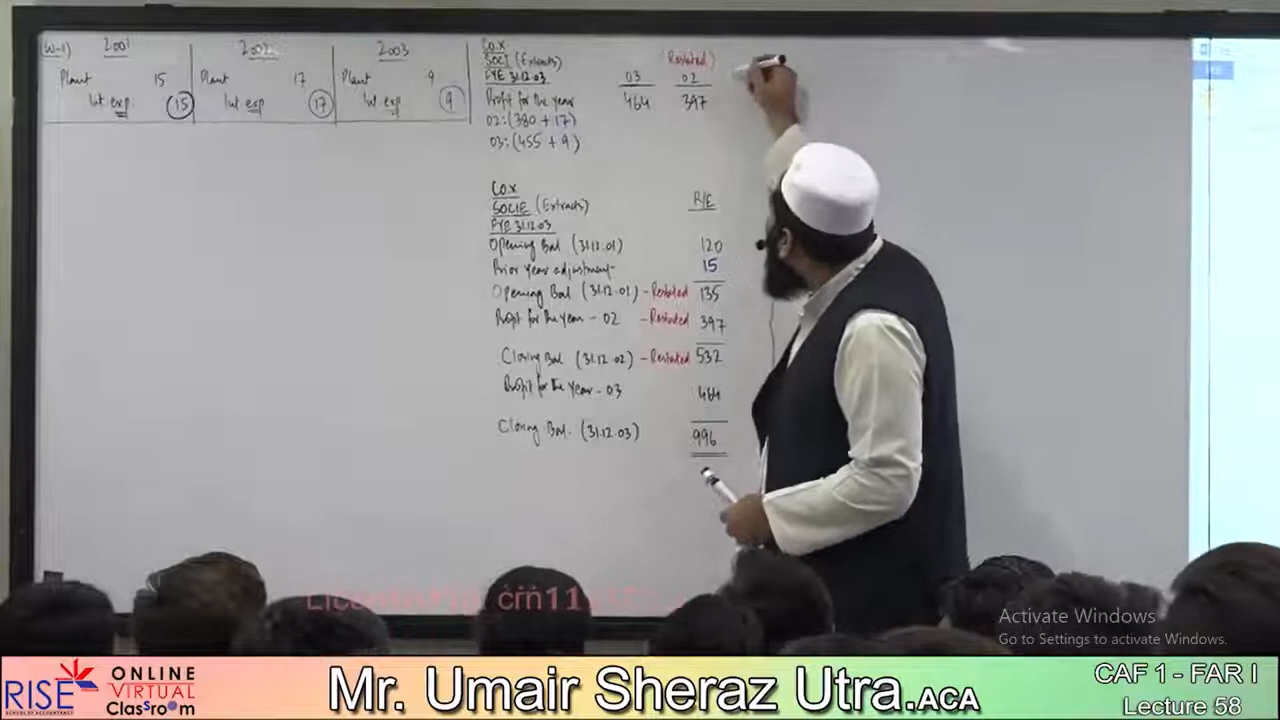 (W-1) 2001 2002 2003
Plant 15 Plant 17 Plant 9
Int exp 15 Int exp 17 Int exp 9
Cox
SOCI (Extracts) (Restated)
FYE 31.12.03 03 02
Profit for the year 464 397
02: (380 + 17)
03: (455 + 9)
Cox
SOCIE (Extracts) R/E
FYE 31.12.03
Opening Bal (31.12.01) 120
Prior year adjustment 15
Opening Bal (31.12.01) - Restated 135
Profit for the year - 02 - Restated 397
Closing Bal (31.12.02) - Restated 532
Profit for the year - 03 464
Closing Bal. (31.12.03) 996
Activate Windows
Go to Settings to activate Windows.
RISE
SCHOOL OF ACCOUNTANCY
ONLINE
VIRTUAL
Classroom
Mr. Umair Sheraz Utra.ACA
CAF 1 - FAR I
Lecture 58